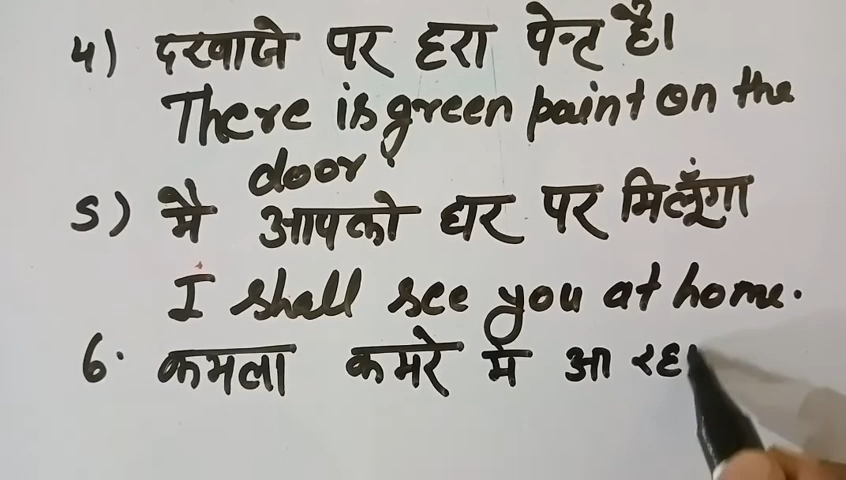 4) दरवाजे पर हरा पेन्ट है।
There is green paint on the
door.
5) मै आपको घर पर मिलूँगा
I shall see you at home.
6. कमला कमरे मे आ रहा